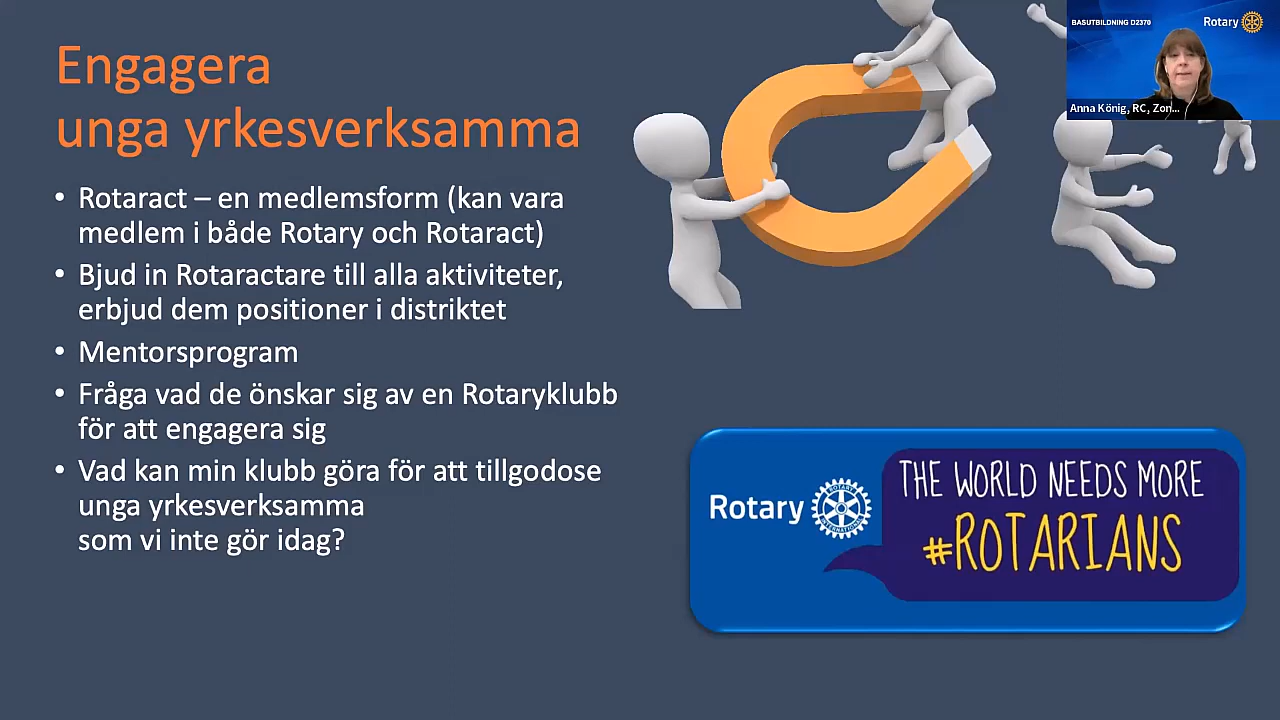 Engagera
unga yrkesverksamma
• Rotaract – en medlemsform (kan vara
medlem i både Rotary och Rotaract)
• Bjud in Rotaractare till alla aktiviteter,
erbjud dem positioner i distriktet
• Mentorsprogram
• Fråga vad de önskar sig av en Rotaryklubb
för att engagera sig
• Vad kan min klubb göra för att tillgodose
unga yrkesverksamma
som vi inte gör idag?
BASUTBILDNING D2370
Rotary
Anna König, RC, Zon...
Rotary
ROTARY
INTERNATIONAL
THE WORLD NEEDS MORE
#ROTARIANS